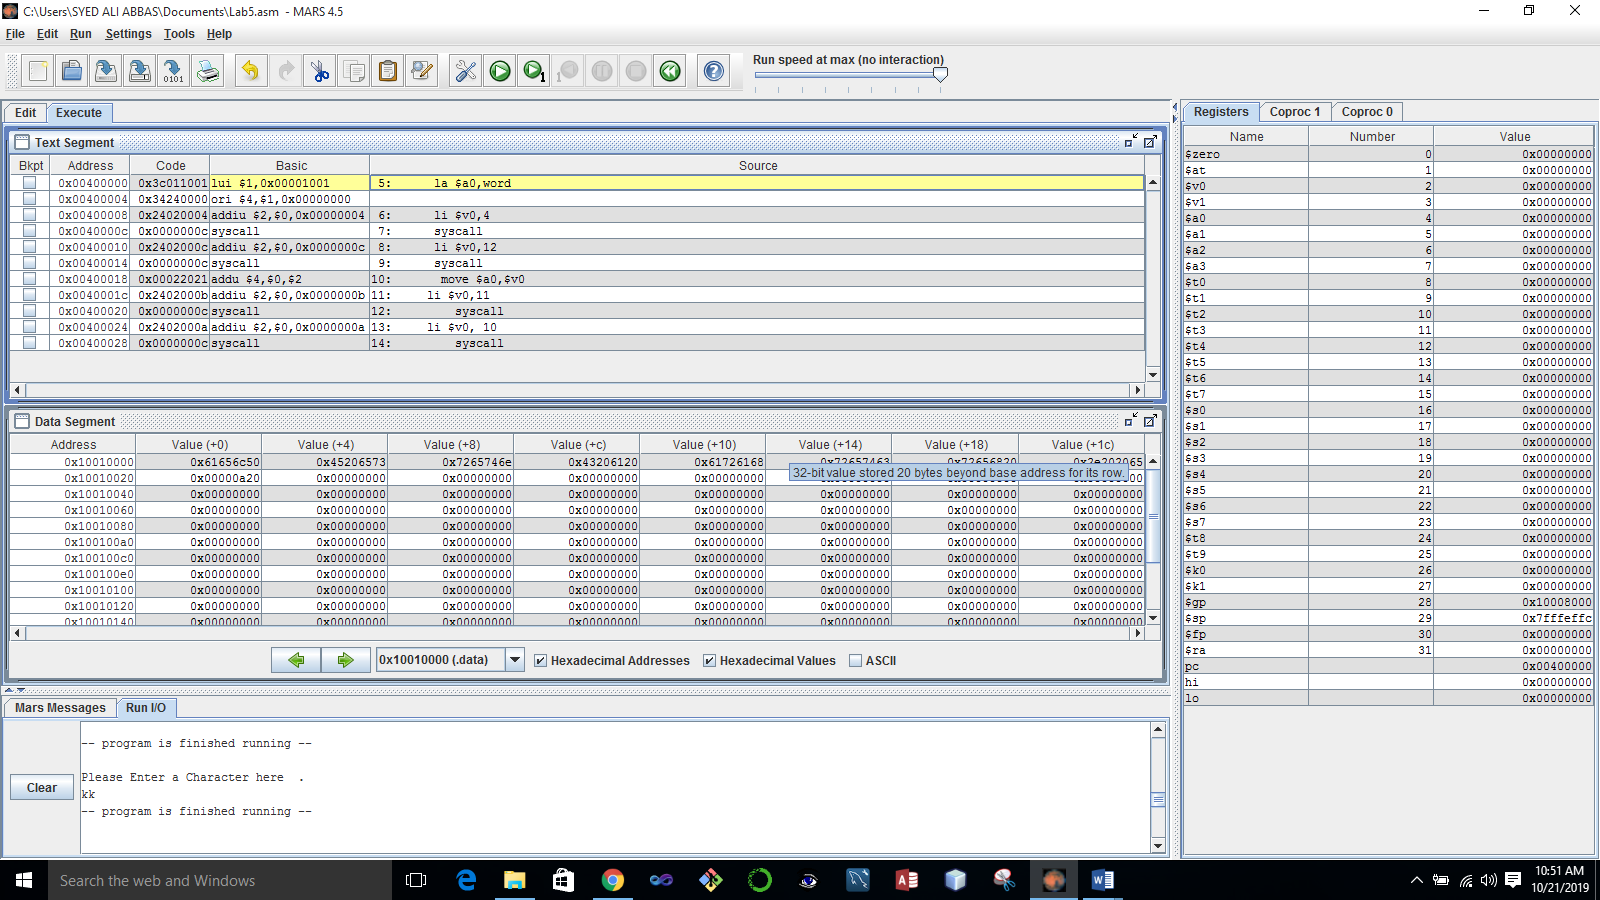 C:\Users\SYED ALI ABBAS\Documents\Lab5.asm - MARS 4.5
File Edit Run Settings Tools Help
Run speed at max (no interaction)
Edit Execute
Text Segment
Bkpt Address Code Basic Source
0x00400000 0x3c011001 lui $1,0x00001001 5: la $a0,word
0x00400004 0x34240000 ori $4,$1,0x00000000
0x00400008 0x24020004 addiu $2,$0,0x00000004 6: li $v0,4
0x0040000c 0x0000000c syscall 7: syscall
0x00400010 0x2402000c addiu $2,$0,0x0000000c 8: li $v0,12
0x00400014 0x0000000c syscall 9: syscall
0x00400018 0x00022021 addu $4,$0,$2 10: move $a0,$v0
0x0040001c 0x2402000b addiu $2,$0,0x0000000b 11: li $v0,11
0x00400020 0x0000000c syscall 12: syscall
0x00400024 0x2402000a addiu $2,$0,0x0000000a 13: li $v0, 10
0x00400028 0x0000000c syscall 14: syscall
Data Segment
Address Value (+0) Value (+4) Value (+8) Value (+c) Value (+10) Value (+14) Value (+18) Value (+1c)
0x10010000 0x61656c50 0x45206573 0x7265746e 0x43206120 0x61726168 0x72657463 0x72656820 0x2e202065
32-bit value stored 20 bytes beyond base address for its row.
0x10010020 0x00000a20 0x00000000 0x00000000 0x00000000 0x00000000
0x10010040 0x00000000 0x00000000 0x00000000 0x00000000 0x00000000 0x00000000 0x00000000 0x00000000
0x10010060 0x00000000 0x00000000 0x00000000 0x00000000 0x00000000 0x00000000 0x00000000 0x00000000
0x10010080 0x00000000 0x00000000 0x00000000 0x00000000 0x00000000 0x00000000 0x00000000 0x00000000
0x100100a0 0x00000000 0x00000000 0x00000000 0x00000000 0x00000000 0x00000000 0x00000000 0x00000000
0x100100c0 0x00000000 0x00000000 0x00000000 0x00000000 0x00000000 0x00000000 0x00000000 0x00000000
0x100100e0 0x00000000 0x00000000 0x00000000 0x00000000 0x00000000 0x00000000 0x00000000 0x00000000
0x10010100 0x00000000 0x00000000 0x00000000 0x00000000 0x00000000 0x00000000 0x00000000 0x00000000
0x10010120 0x00000000 0x00000000 0x00000000 0x00000000 0x00000000 0x00000000 0x00000000 0x00000000
0x10010140 0x00000000 0x00000000 0x00000000 0x00000000 0x00000000 0x00000000 0x00000000 0x00000000
0x10010000 (.data) Hexadecimal Addresses Hexadecimal Values ASCII
Mars Messages Run I/O
Clear
-- program is finished running --
Please Enter a Character here .
kk
-- program is finished running --
Registers Coproc 1 Coproc 0
Name Number Value
$zero 0 0x00000000
$at 1 0x00000000
$v0 2 0x00000000
$v1 3 0x00000000
$a0 4 0x00000000
$a1 5 0x00000000
$a2 6 0x00000000
$a3 7 0x00000000
$t0 8 0x00000000
$t1 9 0x00000000
$t2 10 0x00000000
$t3 11 0x00000000
$t4 12 0x00000000
$t5 13 0x00000000
$t6 14 0x00000000
$t7 15 0x00000000
$s0 16 0x00000000
$s1 17 0x00000000
$s2 18 0x00000000
$s3 19 0x00000000
$s4 20 0x00000000
$s5 21 0x00000000
$s6 22 0x00000000
$s7 23 0x00000000
$t8 24 0x00000000
$t9 25 0x00000000
$k0 26 0x00000000
$k1 27 0x00000000
$gp 28 0x10008000
$sp 29 0x7fffeffc
$fp 30 0x00000000
$ra 31 0x00000000
pc 0x00400000
hi 0x00000000
lo 0x00000000
Search the web and Windows
10:51 AM
10/21/2019